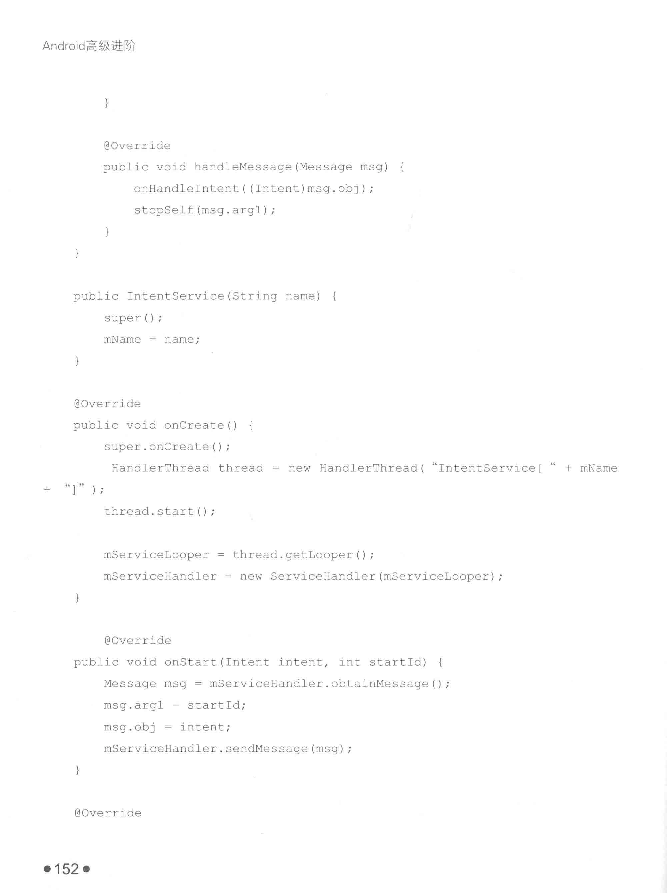 Android高级进阶
}
@Override
public void handleMessage(Message msg) {
onHandleIntent((Intent)msg.obj);
stopSelf(msg.arg1);
}
}
public IntentService(String name) {
super();
mName = name;
}
@Override
public void onCreate() {
super.onCreate();
HandlerThread thread = new HandlerThread( “IntentService[ ” + mName
+ “]” );
thread.start();
mServiceLooper = thread.getLooper();
mServiceHandler = new ServiceHandler(mServiceLooper);
}
@Override
public void onStart(Intent intent, int startId) {
Message msg = mServiceHandler.obtainMessage();
msg.arg1 = startId;
msg.obj = intent;
mServiceHandler.sendMessage(msg);
}
@Override
●152●